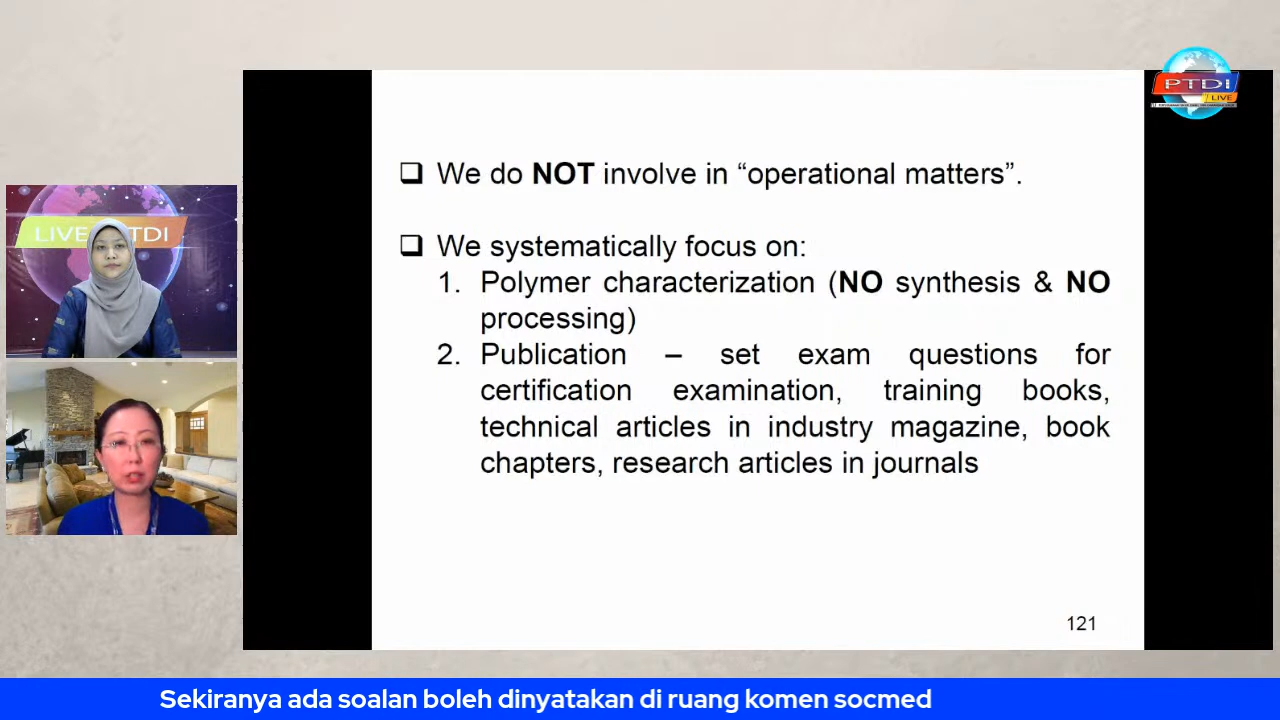 PTDI
LIVE
LIVE PTDI
❑ We do NOT involve in “operational matters”.
❑ We systematically focus on:
1. Polymer characterization (NO synthesis & NO
processing)
2. Publication – set exam questions for
certification examination, training books,
technical articles in industry magazine, book
chapters, research articles in journals
121
Sekiranya ada soalan boleh dinyatakan di ruang komen socmed